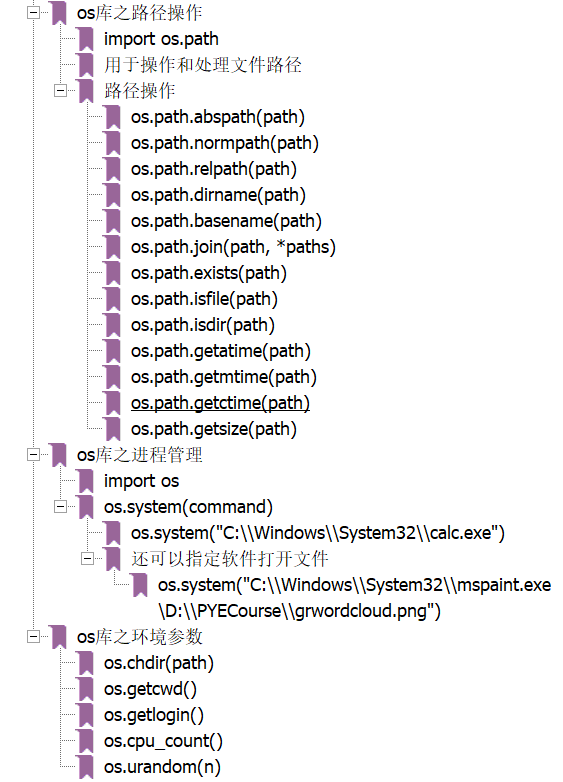 os库之路径操作
import os.path
用于操作和处理文件路径
路径操作
os.path.abspath(path)
os.path.normpath(path)
os.path.relpath(path)
os.path.dirname(path)
os.path.basename(path)
os.path.join(path, *paths)
os.path.exists(path)
os.path.isfile(path)
os.path.isdir(path)
os.path.getatime(path)
os.path.getmtime(path)
os.path.getctime(path)
os.path.getsize(path)
os库之进程管理
import os
os.system(command)
os.system("C:\\Windows\\System32\\calc.exe")
还可以指定软件打开文件
os.system("C:\\Windows\\System32\\mspaint.exe
\D:\\PYECourse\\grwordcloud.png")
os库之环境参数
os.chdir(path)
os.getcwd()
os.getlogin()
os.cpu_count()
os.urandom(n)